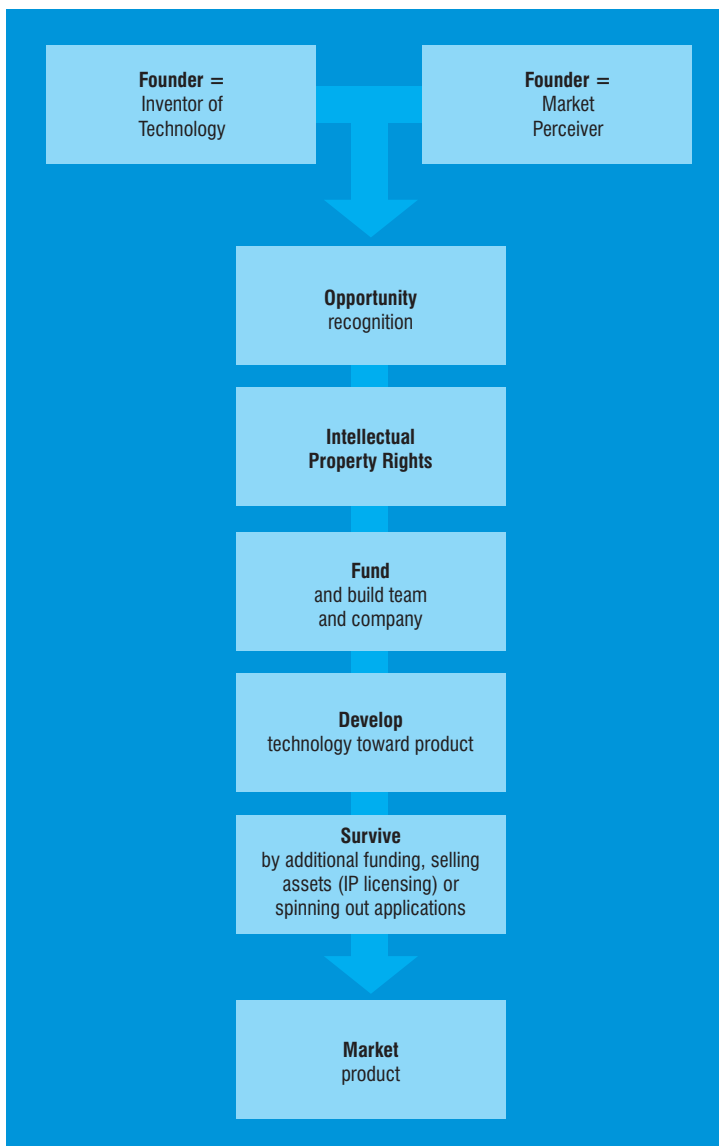 Founder =
Inventor of
Technology
Founder =
Market
Perceiver
Opportunity
recognition
Intellectual
Property Rights
Fund
and build team
and company
Develop
technology toward product
Survive
by additional funding, selling
assets (IP licensing) or
spinning out applications
Market
product